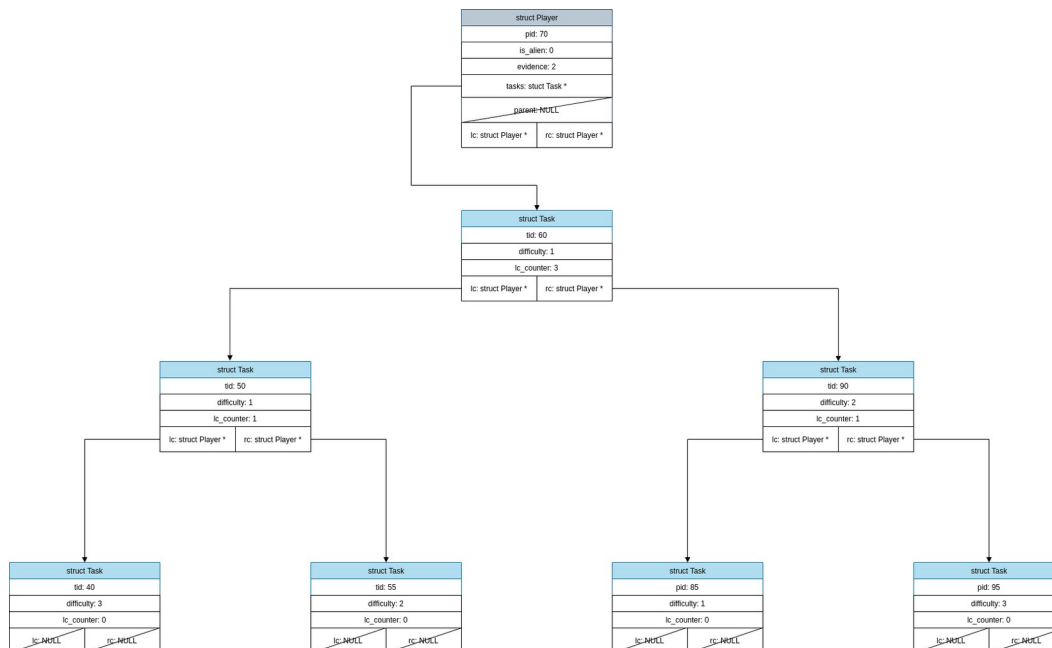 struct Player
pid: 70
is_alien: 0
evidence: 2
tasks: stuct Task *
parent: NULL
lc: struct Player * rc: struct Player *
struct Task
tid: 60
difficulty: 1
lc_counter: 3
lc: struct Player * rc: struct Player *
struct Task
tid: 50
difficulty: 1
lc_counter: 1
lc: struct Player * rc: struct Player *
struct Task
tid: 90
difficulty: 2
lc_counter: 1
lc: struct Player * rc: struct Player *
struct Task
tid: 40
difficulty: 3
lc_counter: 0
lc: NULL rc: NULL
struct Task
tid: 55
difficulty: 2
lc_counter: 0
lc: NULL rc: NULL
struct Task
pid: 85
difficulty: 1
lc_counter: 0
lc: NULL rc: NULL
struct Task
pid: 95
difficulty: 3
lc_counter: 0
lc: NULL rc: NULL